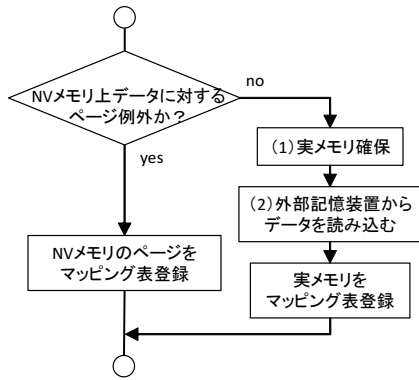 NVメモリ上データに対する
ページ例外か？
no
yes
(1)実メモリ確保
(2)外部記憶装置から
データを読み込む
NVメモリのページを
マッピング表登録
実メモリを
マッピング表登録